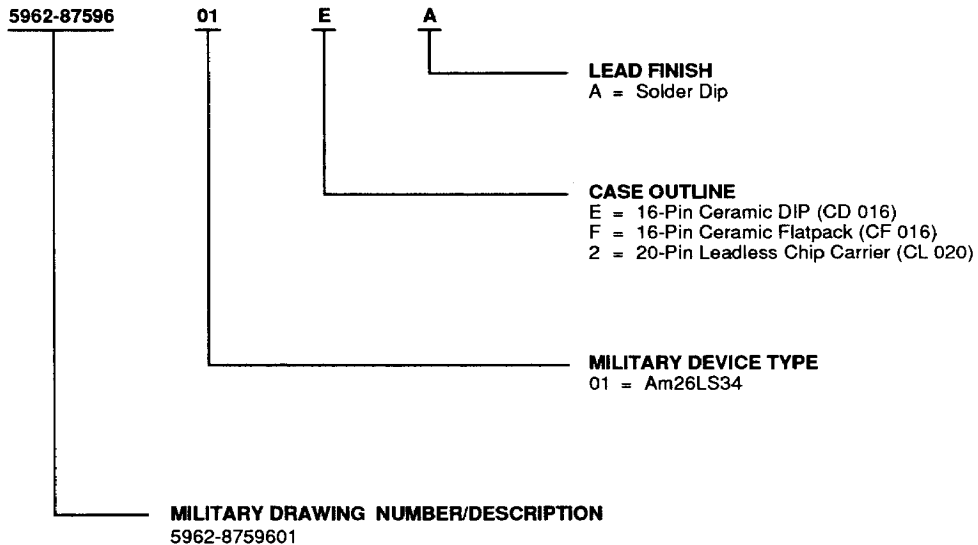 5962-87596 01 E A
LEAD FINISH
A = Solder Dip
CASE OUTLINE
E = 16-Pin Ceramic DIP (CD 016)
F = 16-Pin Ceramic Flatpack (CF 016)
2 = 20-Pin Leadless Chip Carrier (CL 020)
MILITARY DEVICE TYPE
01 = Am26LS34
MILITARY DRAWING NUMBER/DESCRIPTION
5962-8759601